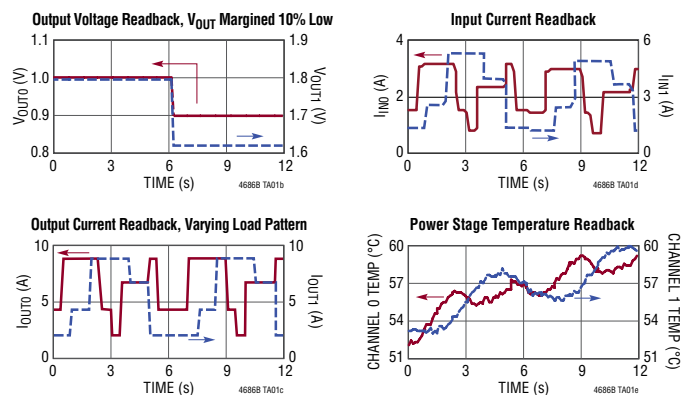 Output Voltage Readback, VOUT Margined 10% Low
1.1
1.0
0.9
0.8
VOUT0 (V)
1.9
1.8
1.7
1.6
VOUT1 (V)
0 3 6 9 12
TIME (s)
4686B TA01b
Input Current Readback
4
2
0
IIN0 (A)
6
5
3
2
0
IIN1 (A)
0 3 6 9 12
TIME (s)
4686B TA01d
Output Current Readback, Varying Load Pattern
10
5
0
IOUT0 (A)
10
5
0
IOUT1 (A)
0 3 6 9 12
TIME (s)
4686B TA01c
Power Stage Temperature Readback
60
57
54
51
CHANNEL 0 TEMP (°C)
60
57
54
51
CHANNEL 1 TEMP (°C)
0 3 6 9 12
TIME (s)
4686B TA01e